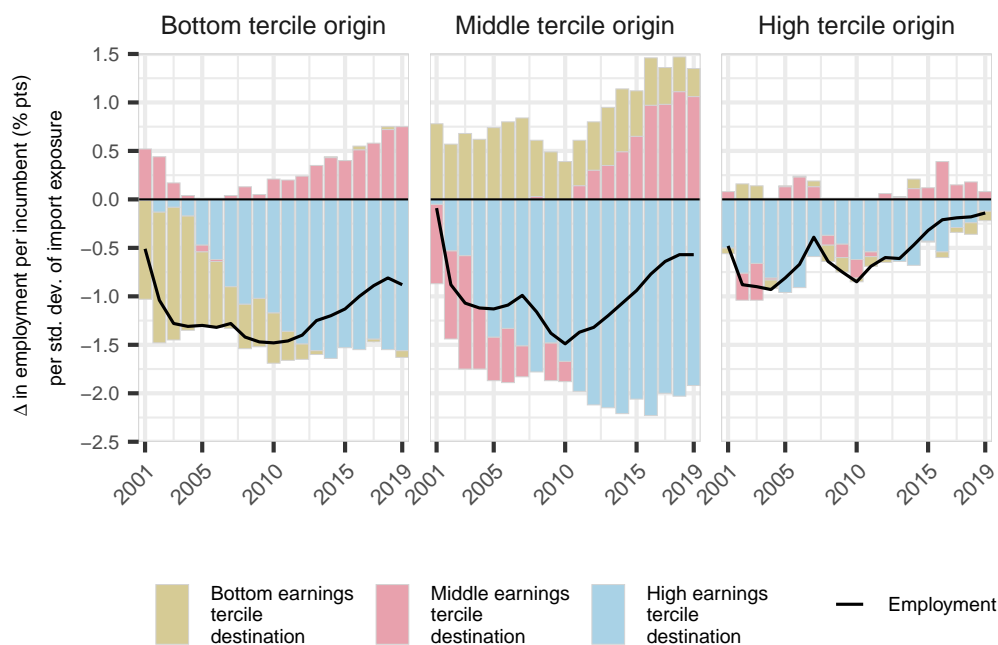 Bottom tercile origin
Middle tercile origin
High tercile origin
Δ in employment per incumbent (% pts)
per std. dev. of import exposure
1.5
1.0
0.5
0.0
−0.5
−1.0
−1.5
−2.0
−2.5
2001
2005
2010
2015
2019
2001
2005
2010
2015
2019
2001
2005
2010
2015
2019
Bottom earnings
tercile
destination
Middle earnings
tercile
destination
High earnings
tercile
destination
Employment